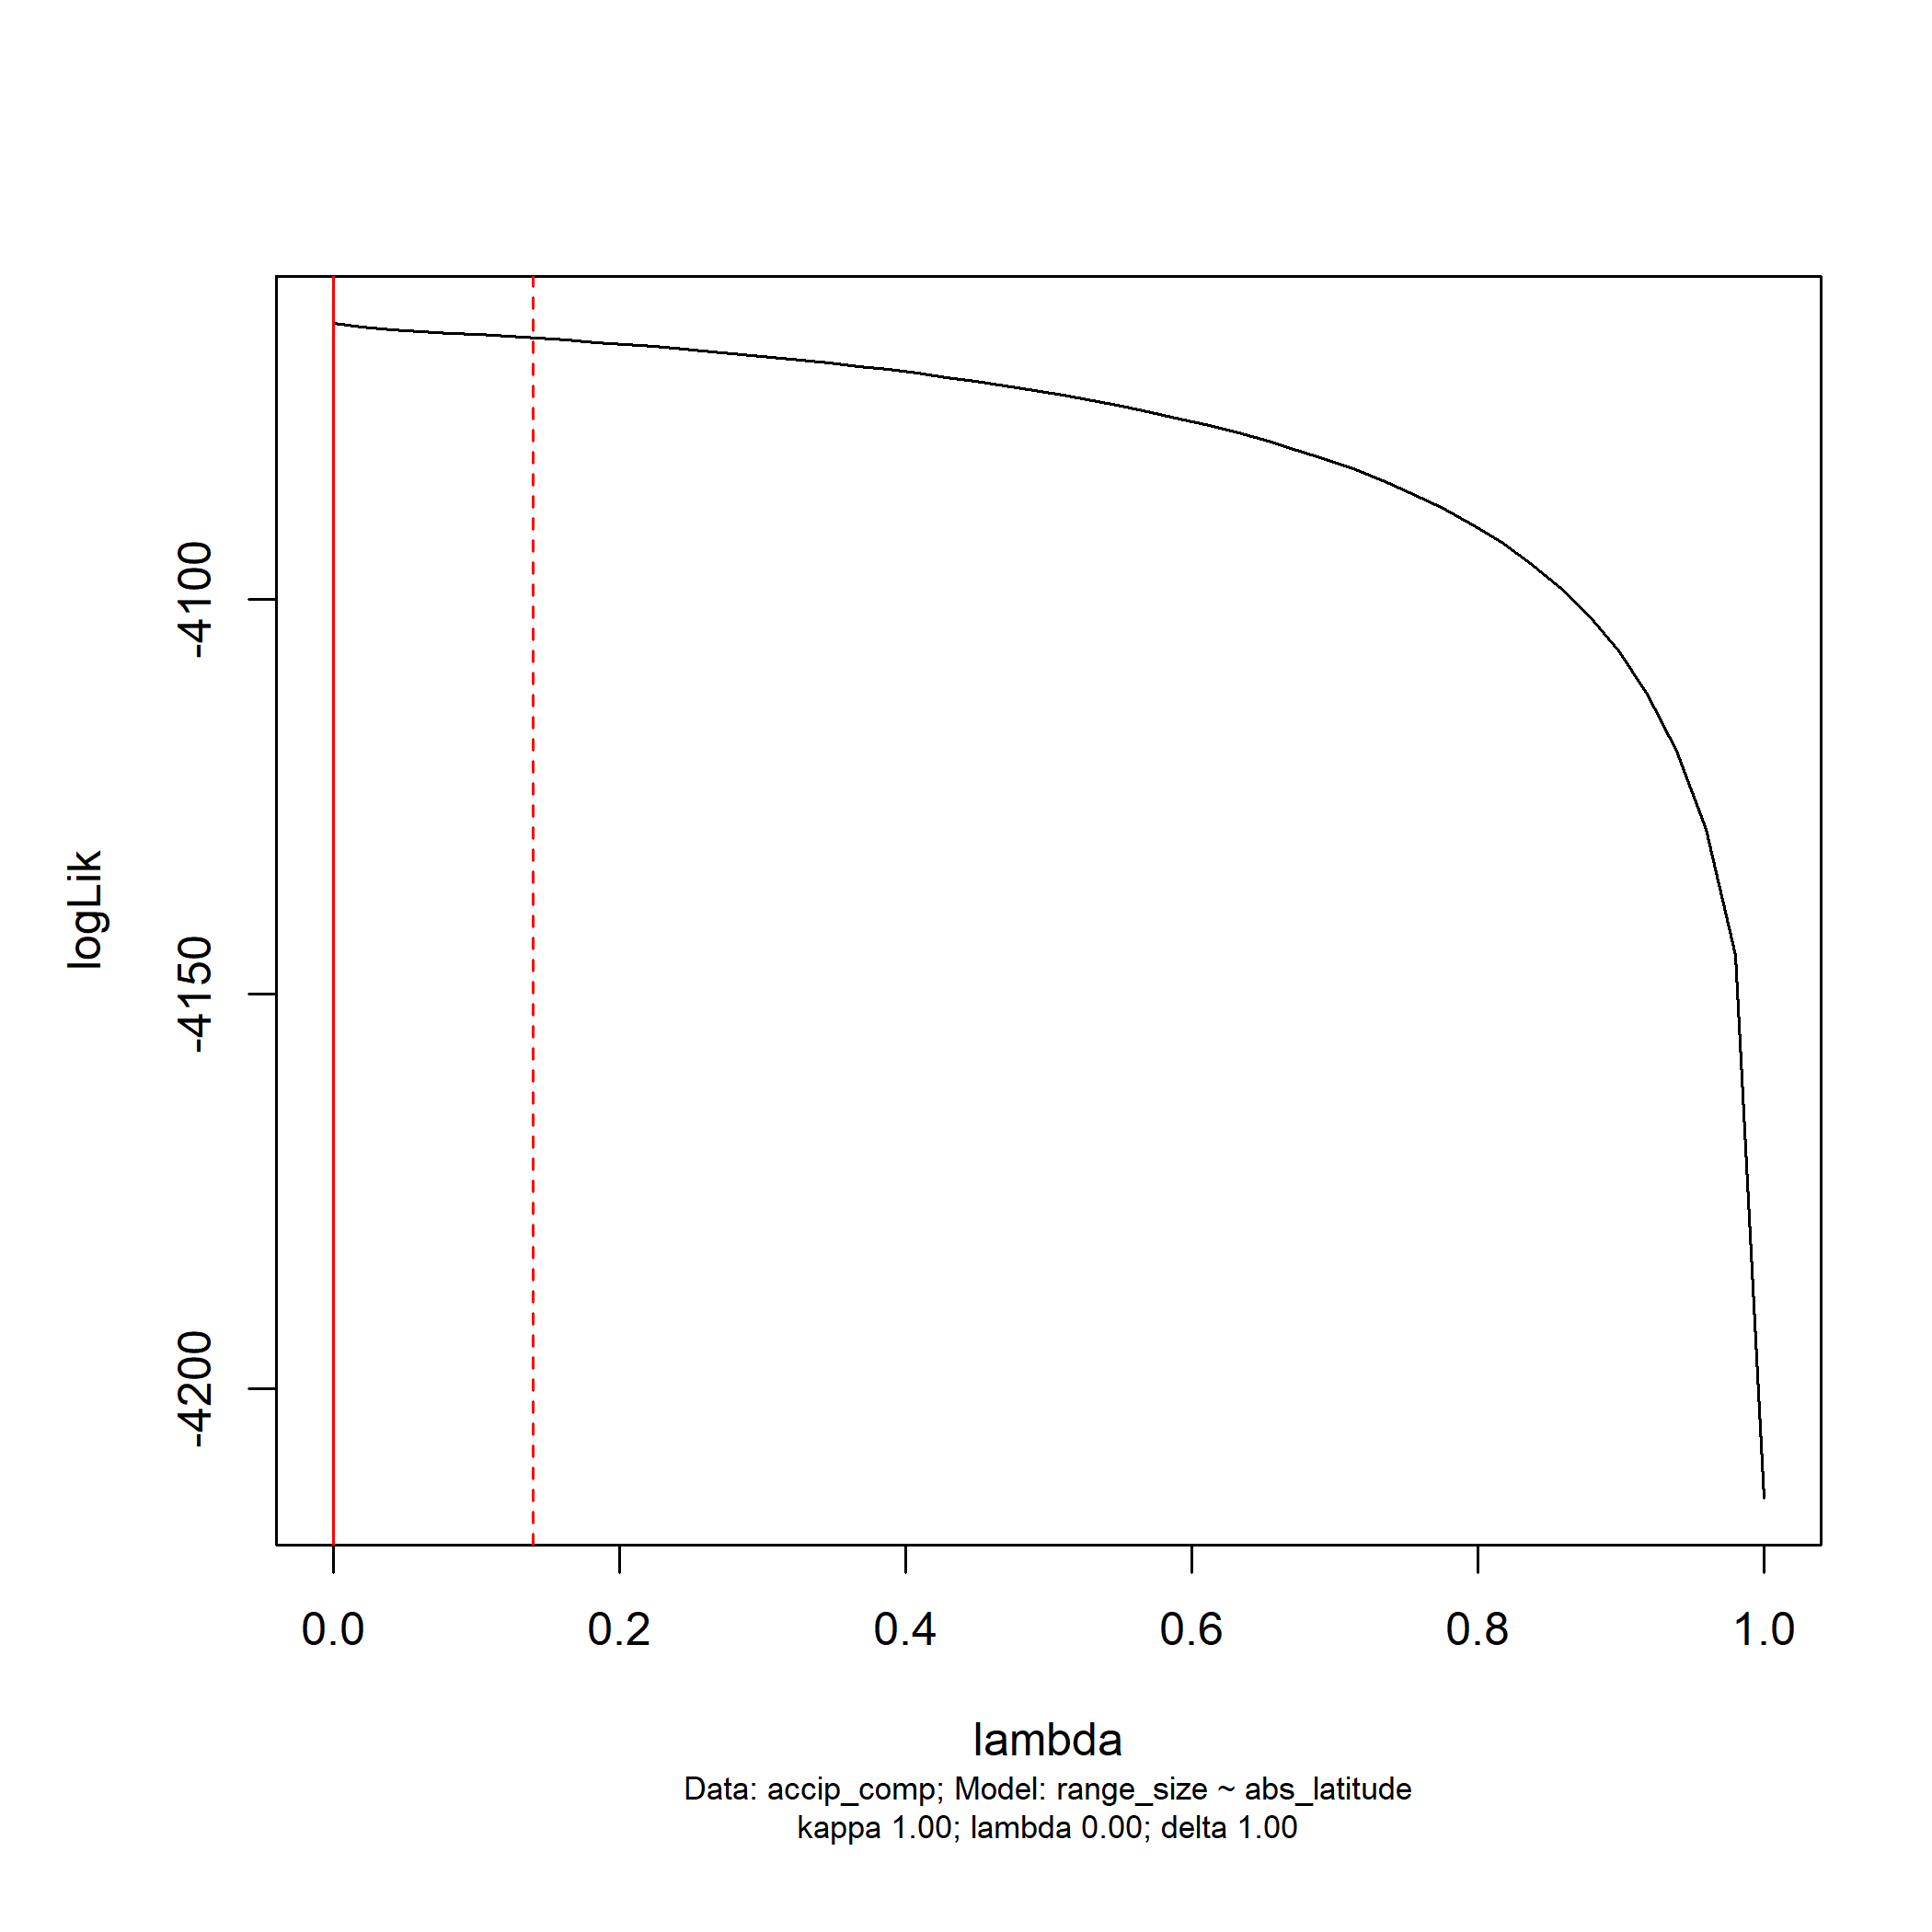 -4100
-4150
-4200
logLik
0.0 0.2 0.4 0.6 0.8 1.0
lambda
Data: accip_comp; Model: range_size ~ abs_latitude
kappa 1.00; lambda 0.00; delta 1.00